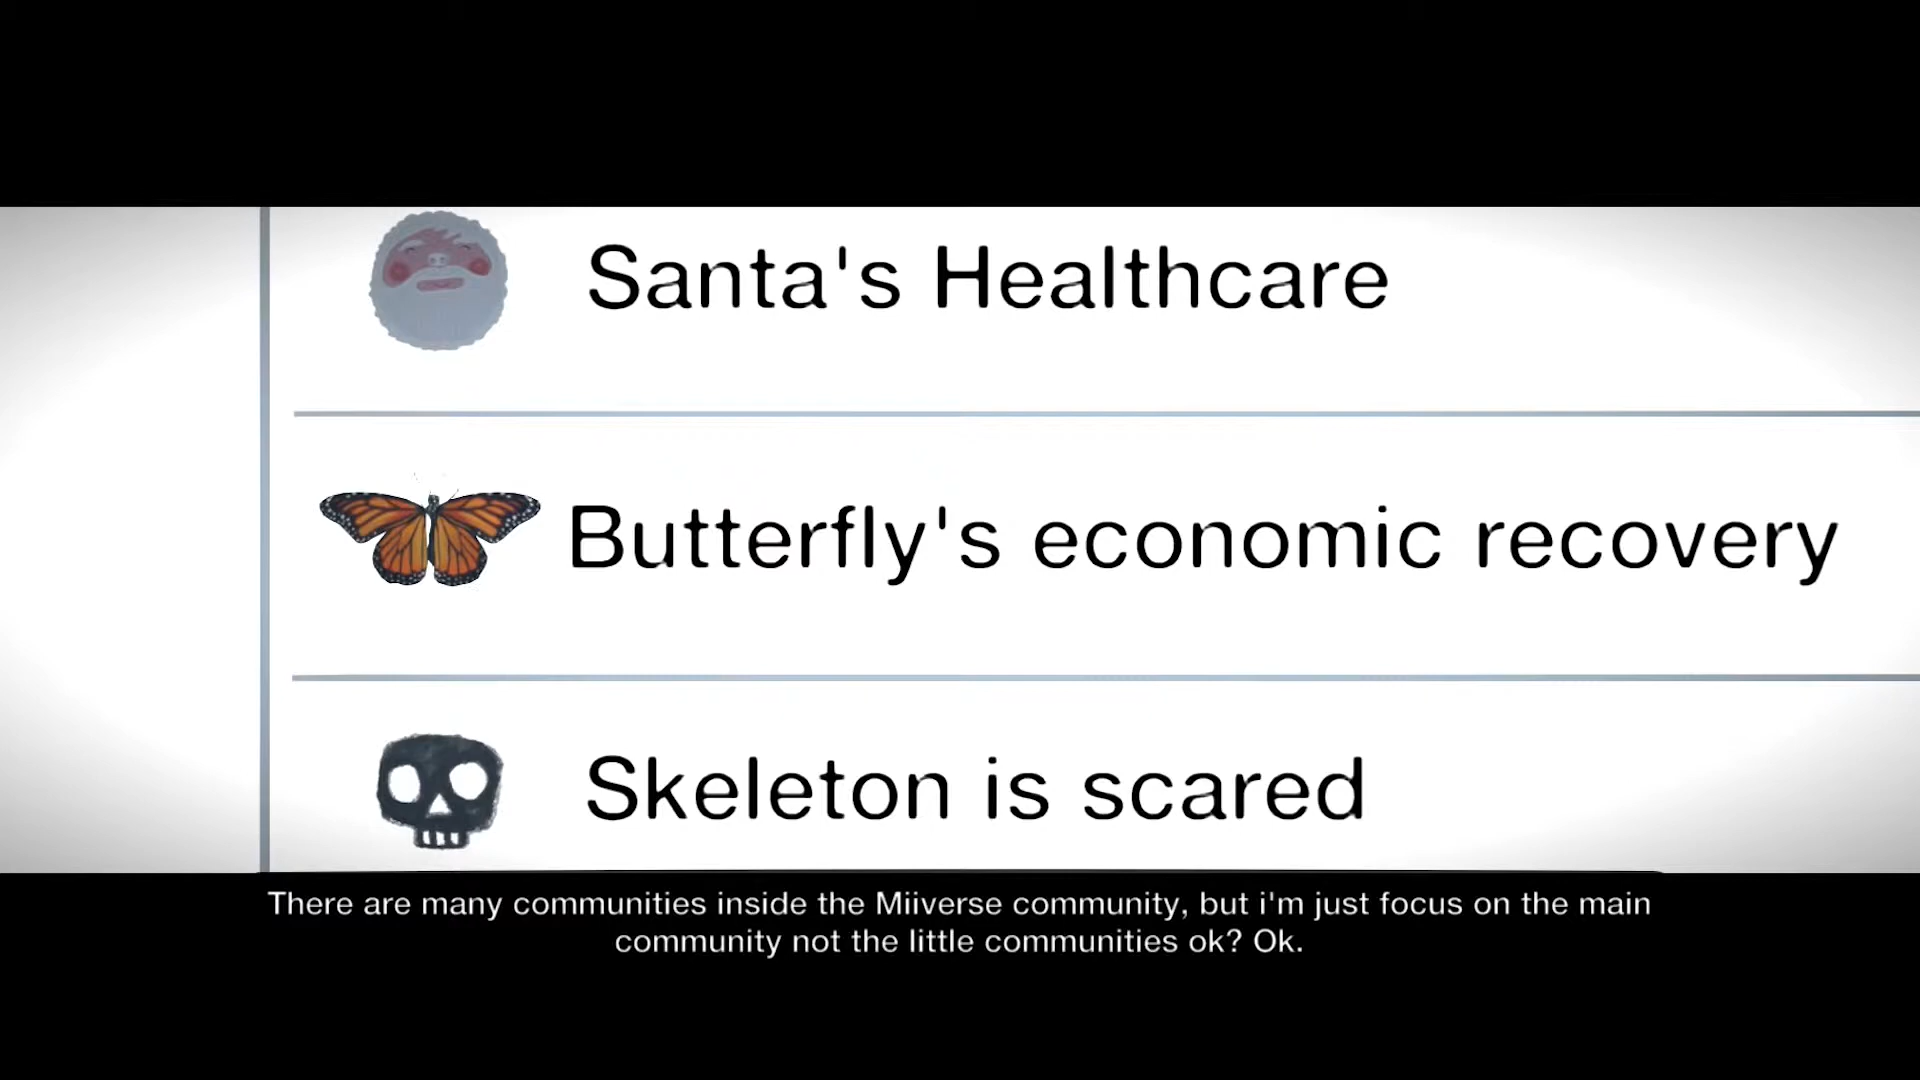 Santa's Healthcare
Butterfly's economic recovery
Skeleton is scared
There are many communities inside the Miiverse community, but i'm just focus on the main
community not the little communities ok? Ok.